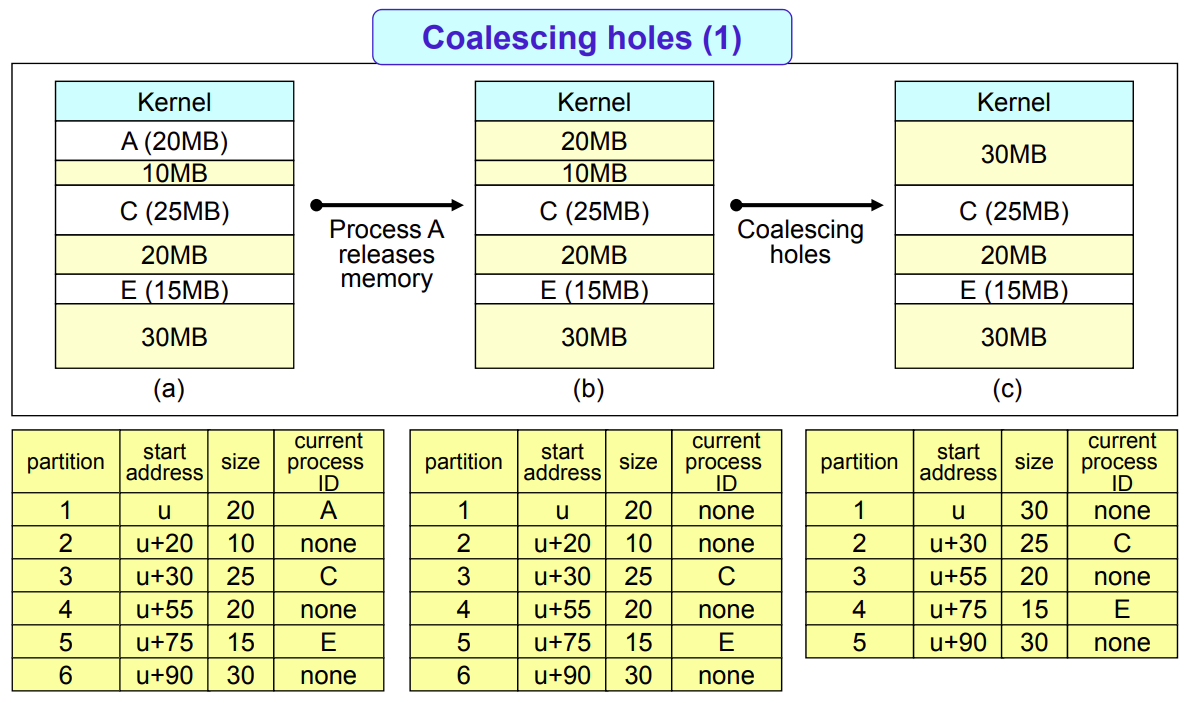 Coalescing holes (1)
Kernel
A (20MB)
10MB
C (25MB)
20MB
E (15MB)
30MB
(a)
Process A
releases
memory
Kernel
20MB
10MB
C (25MB)
20MB
E (15MB)
30MB
(b)
Coalescing
holes
Kernel
30MB
C (25MB)
20MB
E (15MB)
30MB
(c)
partition start address size current process ID
1 u 20 A
2 u+20 10 none
3 u+30 25 C
4 u+55 20 none
5 u+75 15 E
6 u+90 30 none
partition start address size current process ID
1 u 20 none
2 u+20 10 none
3 u+30 25 C
4 u+55 20 none
5 u+75 15 E
6 u+90 30 none
partition start address size current process ID
1 u 30 none
2 u+30 25 C
3 u+55 20 none
4 u+75 15 E
5 u+90 30 none